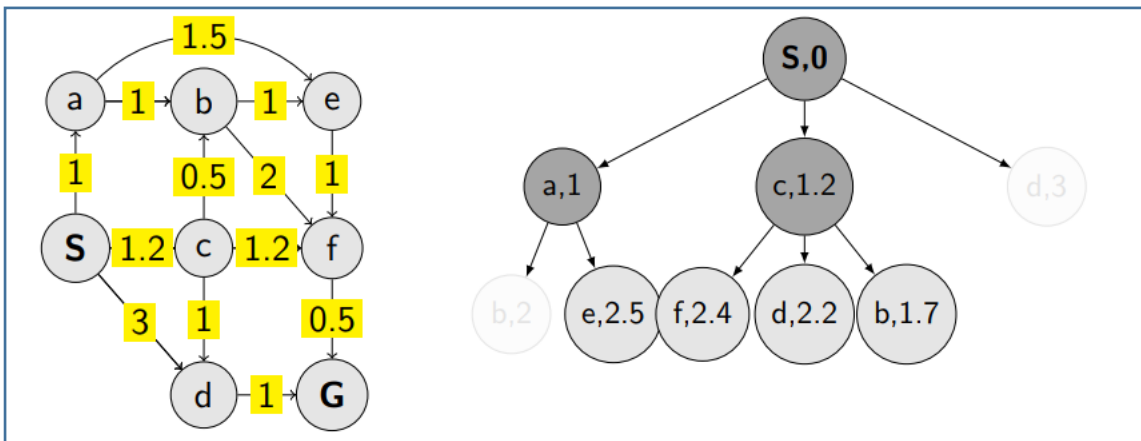 1.5
a 1 b 1 e
1 0.5 2 1
S 1.2 c 1.2 f
3 1 0.5
d 1 G
S,0
a,1 c,1.2 d,3
b,2 e,2.5 f,2.4 d,2.2 b,1.7